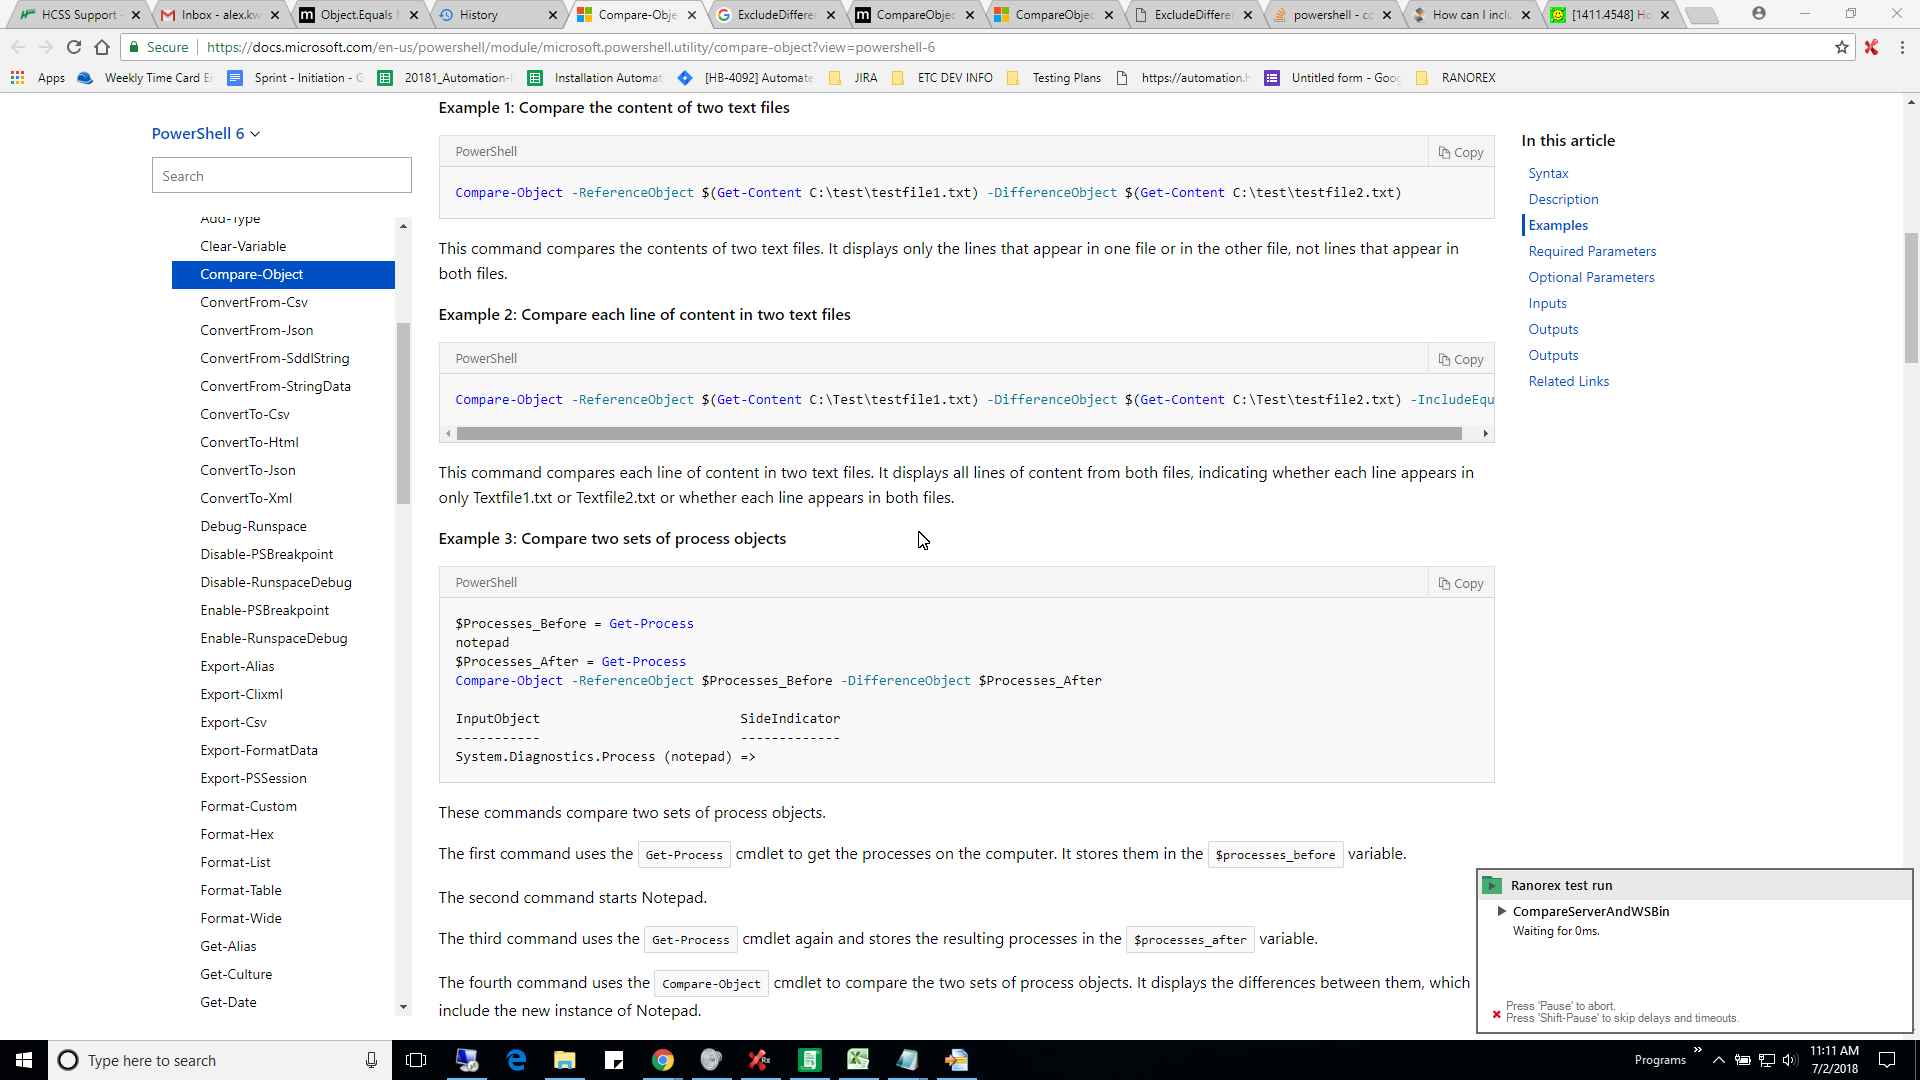 HCSS Support -
Inbox - alex.kw
Object.Equals
History
Compare-Obje
ExcludeDiffere
CompareObjec
CompareObjec
ExcludeDiffere
powershell - co
How can I inclu
[1411.4548] Ho
Secure
https://docs.microsoft.com/en-us/powershell/module/microsoft.powershell.utility/compare-object?view=powershell-6
Apps
Weekly Time Card E
Sprint - Initiation - G
20181_Automation-
Installation Automat
[HB-4092] Automate
JIRA
ETC DEV INFO
Testing Plans
https://automation.h
Untitled form - Goog
RANOREX
PowerShell 6
Search
Add-Type
Clear-Variable
Compare-Object
ConvertFrom-Csv
ConvertFrom-Json
ConvertFrom-SddlString
ConvertFrom-StringData
ConvertTo-Csv
ConvertTo-Html
ConvertTo-Json
ConvertTo-Xml
Debug-Runspace
Disable-PSBreakpoint
Disable-RunspaceDebug
Enable-PSBreakpoint
Enable-RunspaceDebug
Export-Alias
Export-Clixml
Export-Csv
Export-FormatData
Export-PSSession
Format-Custom
Format-Hex
Format-List
Format-Table
Format-Wide
Get-Alias
Get-Culture
Get-Date
Example 1: Compare the content of two text files
PowerShell
Copy
Compare-Object -ReferenceObject $(Get-Content C:\test\testfile1.txt) -DifferenceObject $(Get-Content C:\test\testfile2.txt)
This command compares the contents of two text files. It displays only the lines that appear in one file or in the other file, not lines that appear in
both files.
Example 2: Compare each line of content in two text files
PowerShell
Copy
Compare-Object -ReferenceObject $(Get-Content C:\Test\testfile1.txt) -DifferenceObject $(Get-Content C:\Test\testfile2.txt) -IncludeEqu
This command compares each line of content in two text files. It displays all lines of content from both files, indicating whether each line appears in
only Textfile1.txt or Textfile2.txt or whether each line appears in both files.
Example 3: Compare two sets of process objects
PowerShell
Copy
$Processes_Before = Get-Process
notepad
$Processes_After = Get-Process
Compare-Object -ReferenceObject $Processes_Before -DifferenceObject $Processes_After
InputObject SideIndicator
----------- -------------
System.Diagnostics.Process (notepad) =>
These commands compare two sets of process objects.
The first command uses the Get-Process cmdlet to get the processes on the computer. It stores them in the $processes_before variable.
The second command starts Notepad.
The third command uses the Get-Process cmdlet again and stores the resulting processes in the $processes_after variable.
The fourth command uses the Compare-Object cmdlet to compare the two sets of process objects. It displays the differences between them, which
include the new instance of Notepad.
In this article
Syntax
Description
Examples
Required Parameters
Optional Parameters
Inputs
Outputs
Outputs
Related Links
Ranorex test run
CompareServerAndWSBin
Waiting for 0ms.
Press 'Pause' to abort.
Press 'Shift-Pause' to skip delays and timeouts.
Type here to search
Programs
11:11 AM
7/2/2018